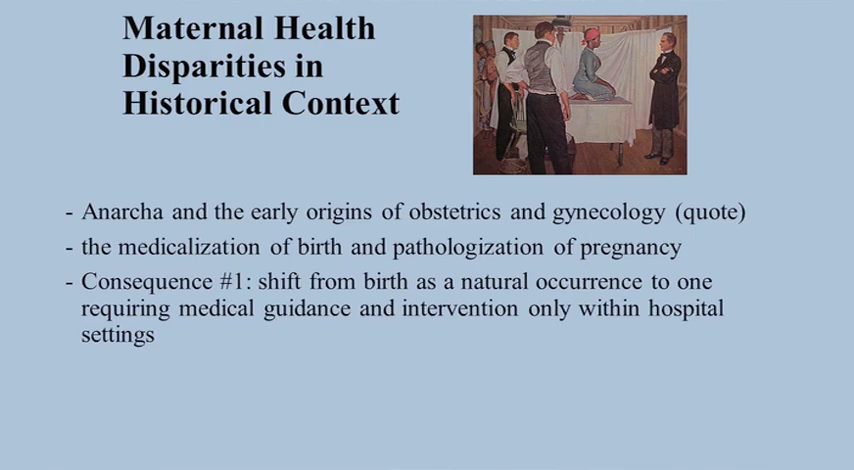 Maternal Health
Disparities in
Historical Context
- Anarcha and the early origins of obstetrics and gynecology (quote)
- the medicalization of birth and pathologization of pregnancy
- Consequence #1: shift from birth as a natural occurrence to one
requiring medical guidance and intervention only within hospital
settings